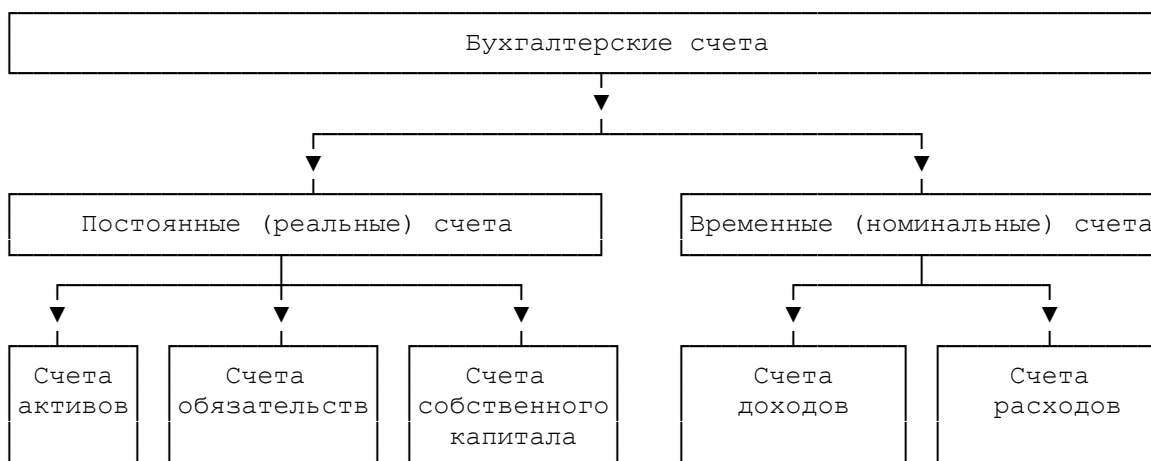 Бухгалтерские счета
Постоянные (реальные) счета
Временные (номинальные) счета
Счета
активов
Счета
обязательств
Счета
собственного
капитала
Счета
доходов
Счета
расходов